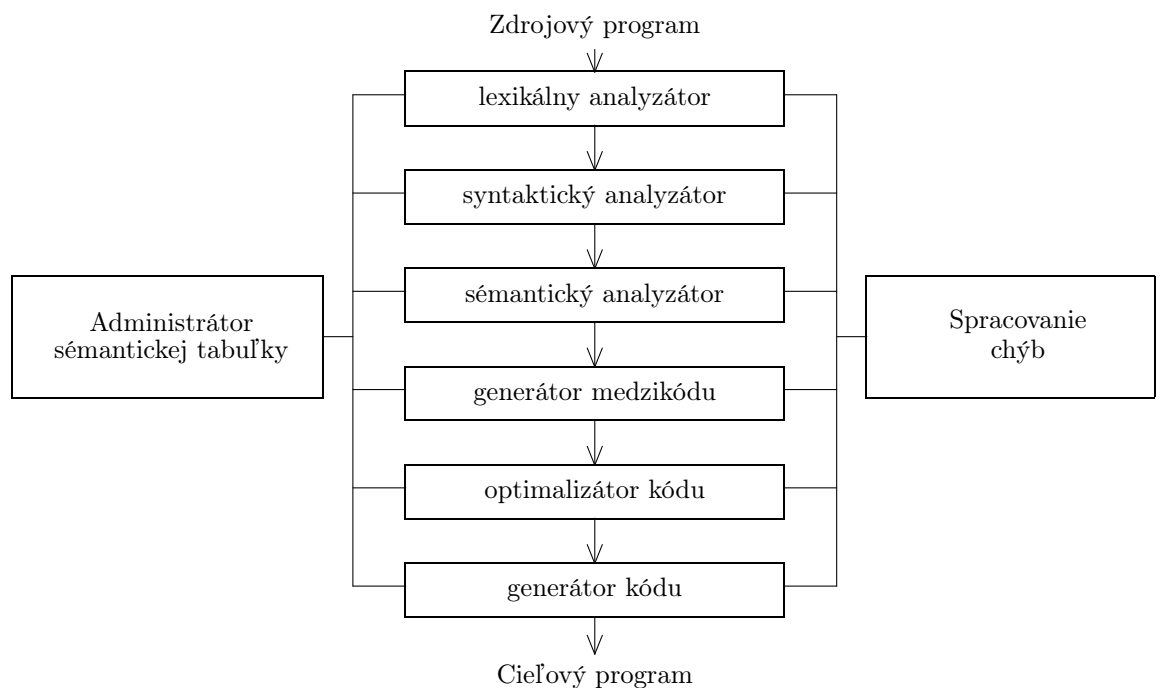 Zdrojový program
lexikálny analyzátor
syntaktický analyzátor
sémantický analyzátor
Administrátor
sémantickej tabuľky
Spracovanie
chýb
generátor medzikódu
optimalizátor kódu
generátor kódu
Cieľový program